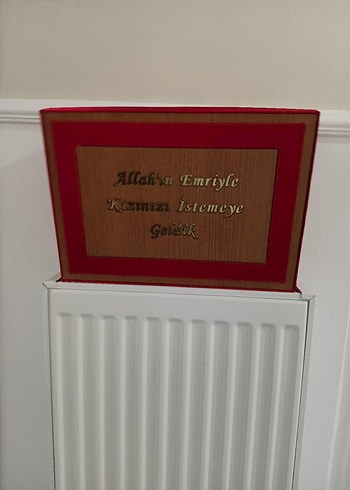 Allah'ın Emriyle
Kızınızı İstemeye
Geldik